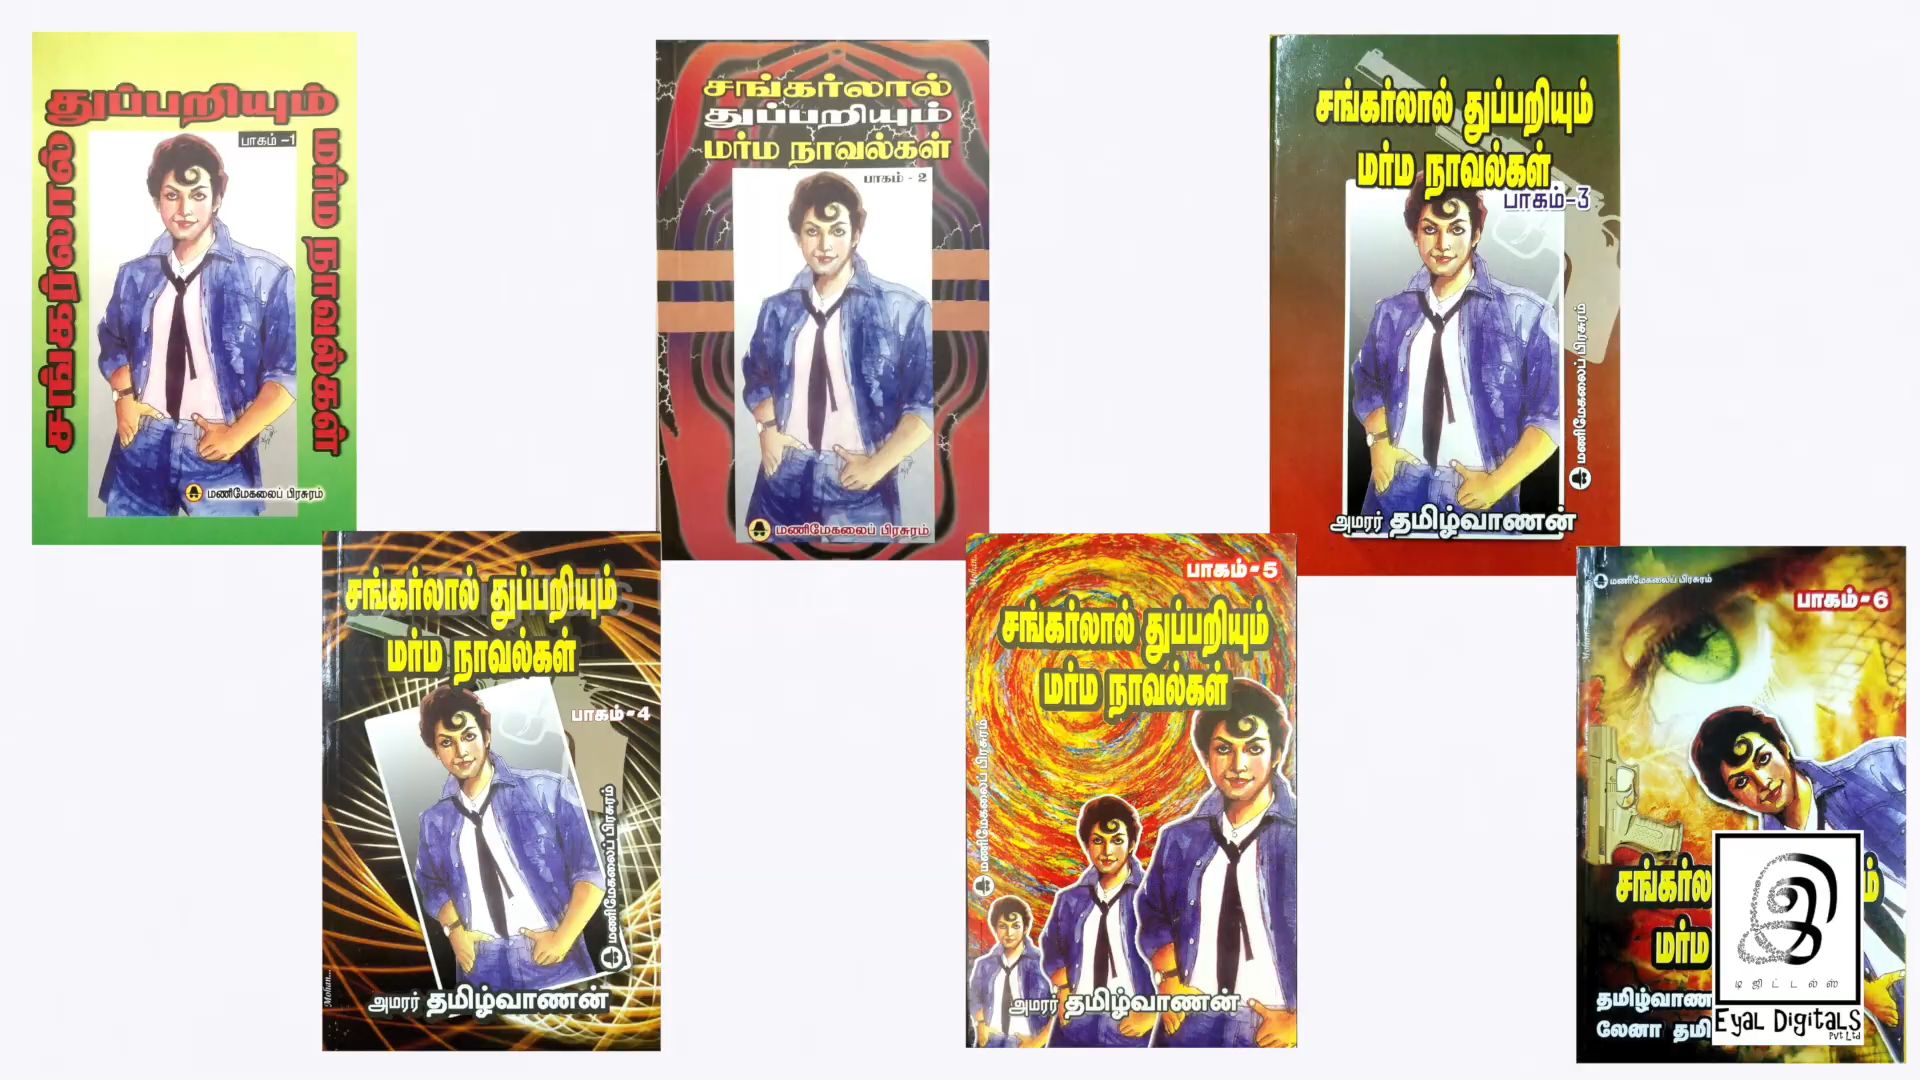 சங்கர்லால்
துப்பறியும்
மர்ம நாவல்கள்
பாகம் -1
மணிமேகலைப் பிரசுரம்
சங்கர்லால்
துப்பறியும்
மர்ம நாவல்கள்
பாகம் - 2
மணிமேகலைப் பிரசுரம்
சங்கர்லால் துப்பறியும்
மர்ம நாவல்கள்
பாகம்-3
மணிமேகலைப் பிரசுரம்
அமரர் தமிழ்வாணன்
சங்கர்லால் துப்பறியும்
மர்ம நாவல்கள்
பாகம்-4
மணிமேகலைப் பிரசுரம்
Mohan...
அமரர் தமிழ்வாணன்
Mohan...
பாகம்-5
சங்கர்லால் துப்பறியும்
மர்ம நாவல்கள்
மணிமேகலைப் பிரசுரம்
அமரர் தமிழ்வாணன்
மணிமேகலைப் பிரசுரம்
பாகம்-6
Mohan...
மர்ம
லேனா
டிஜிட்டல்ஸ்
Eyal Digitals
Pvt Ltd